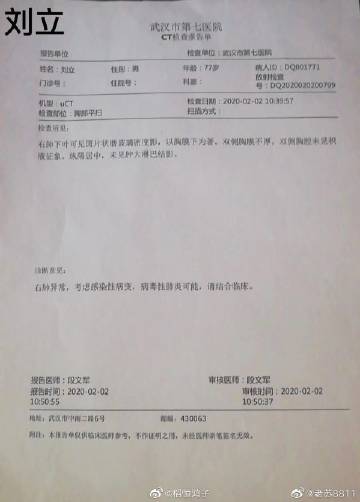 刘立
武汉市第七医院
CT检查报告单
报告单位 检查单位：武汉市第七医院
姓名：刘立 性别：男 年龄：77岁 病人ID：DQ801771
门诊号： 住院号： 科室： 放射检查号：DQ2020020200799
机型：uCT 检查日期：2020-02-02 10:39:57
检查部位：胸部平扫 扫描方式：
检查所见：
右肺下叶可见斑片状磨玻璃密度影，以胸膜下为著，双侧胸膜不厚，双侧胸腔未见积
液征象。纵隔居中，未见肿大淋巴结影。
诊断意见：
右肺异常，考虑感染性病变，病毒性肺炎可能，请结合临床。
报告医师：段文军 审核医师：段文军
报告时间：2020-02-02 审核时间：2020-02-02
10:50:55 10:50:37
地址：武汉市中南二路6号 邮编：430063
附注：本报告单仅供临床医师参考，不作证明之用，未经医师亲笔签名无效。
@老苏8811